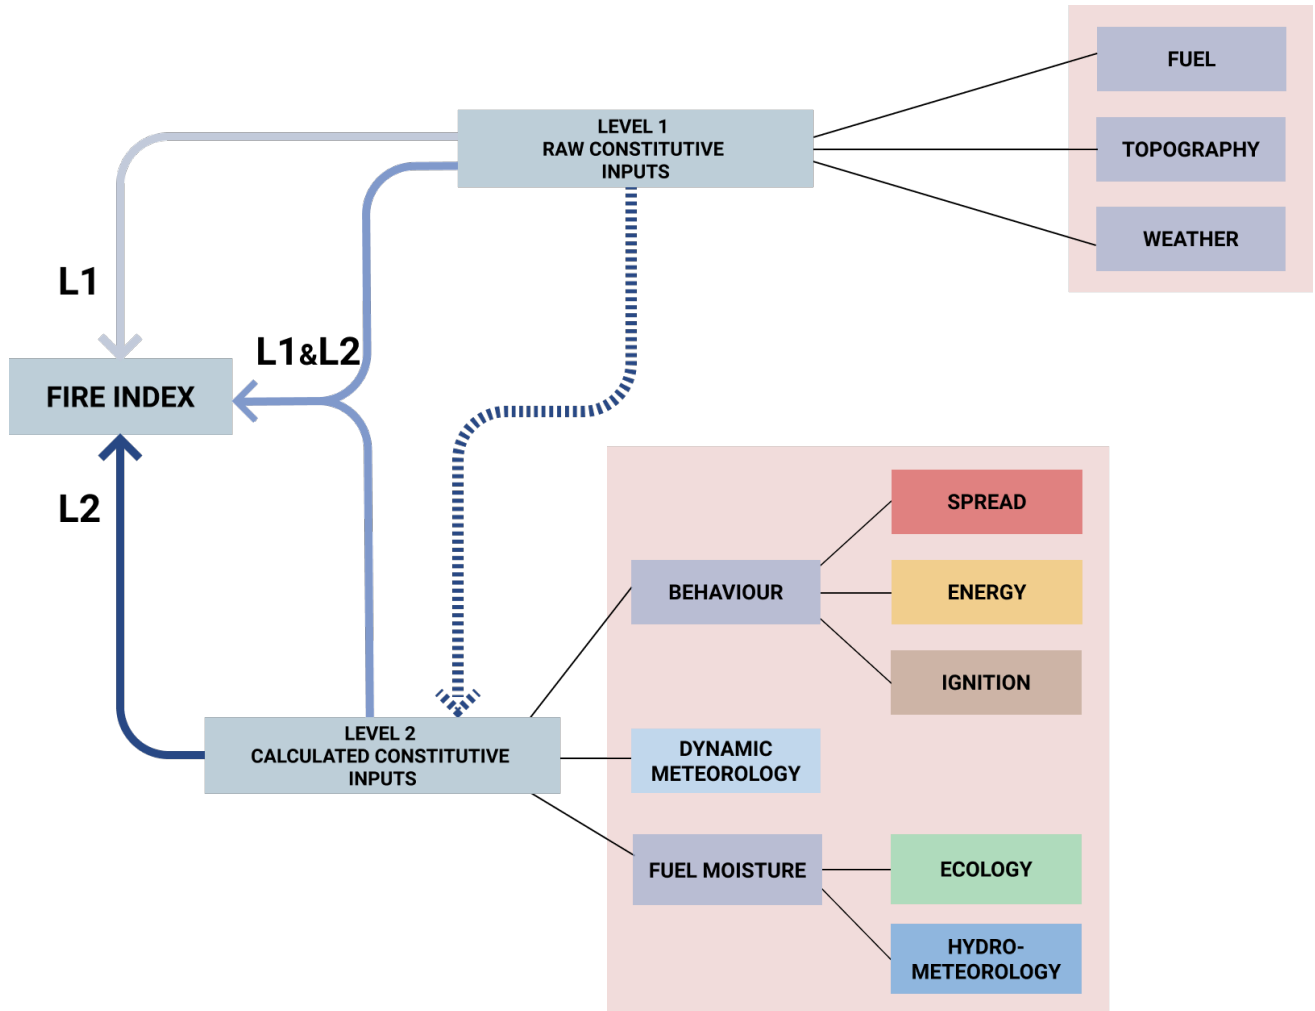 FUEL
LEVEL 1
RAW CONSTITUTIVE
INPUTS
TOPOGRAPHY
WEATHER
L1
L1&L2
FIRE INDEX
L2
SPREAD
BEHAVIOUR
ENERGY
IGNITION
LEVEL 2
CALCULATED CONSTITUTIVE
INPUTS
DYNAMIC
METEOROLOGY
FUEL MOISTURE
ECOLOGY
HYDRO-
METEOROLOGY